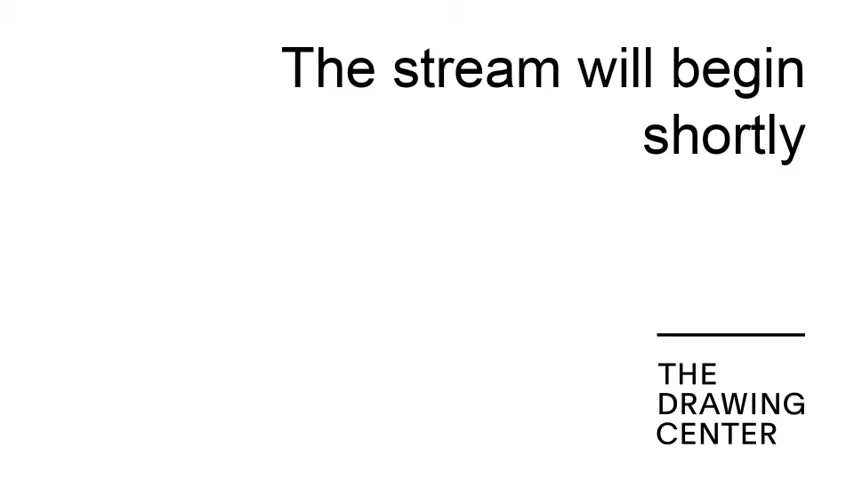 The stream will begin
shortly
THE
DRAWING
CENTER